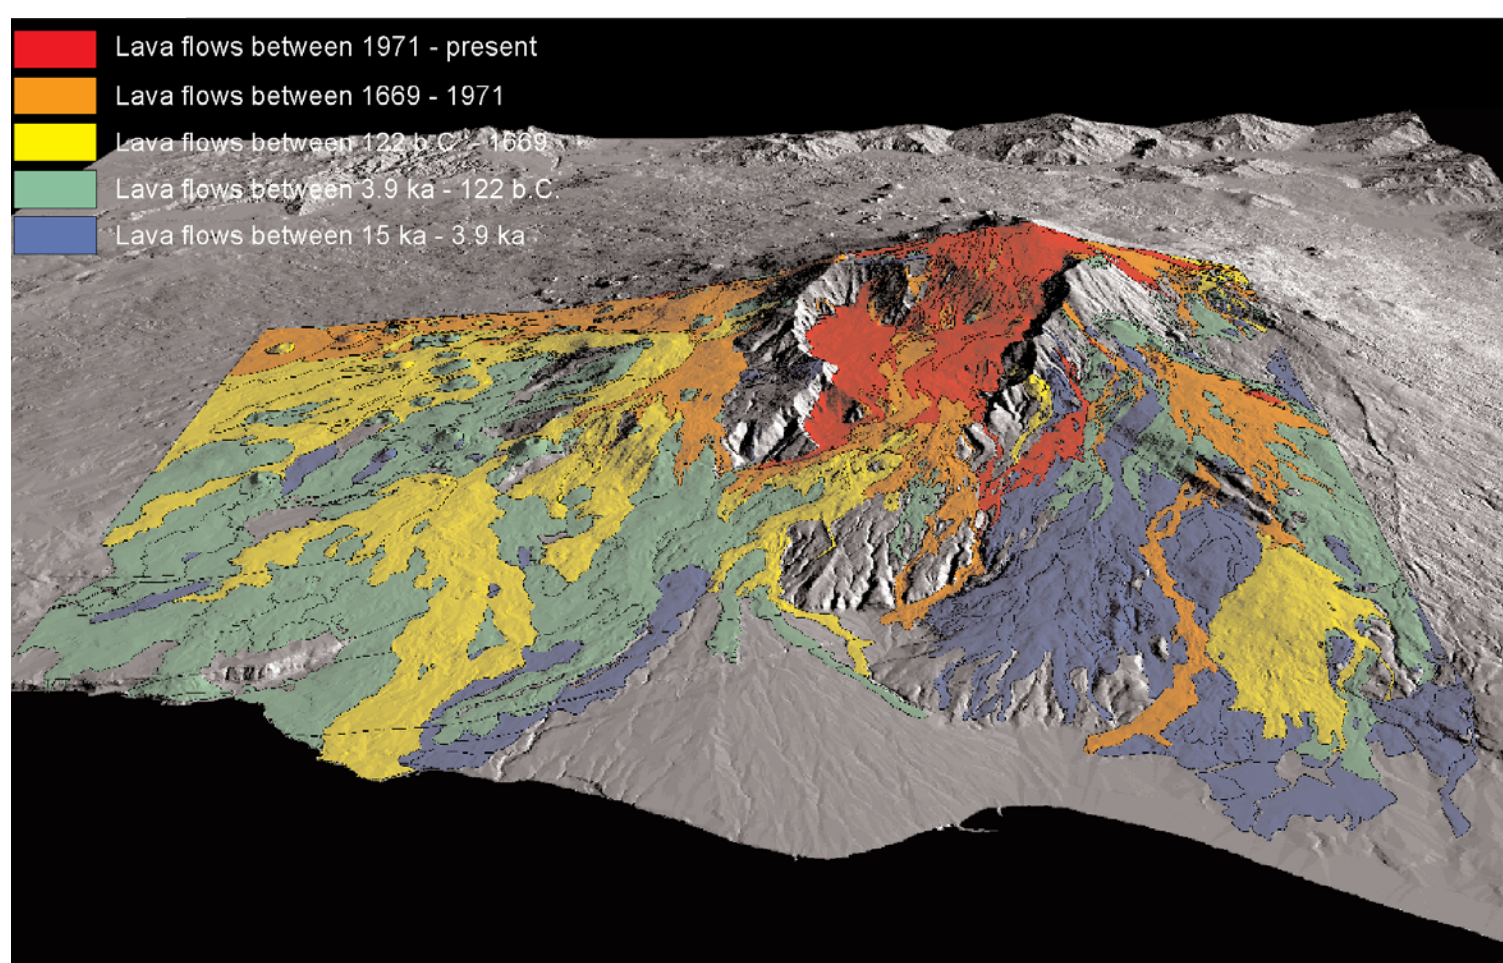 Lava flows between 1971 - present
Lava flows between 1669 - 1971
Lava flows between 122 b.C. - 1669
Lava flows between 3.9 ka - 122 b.C.
Lava flows between 15 ka - 3.9 ka